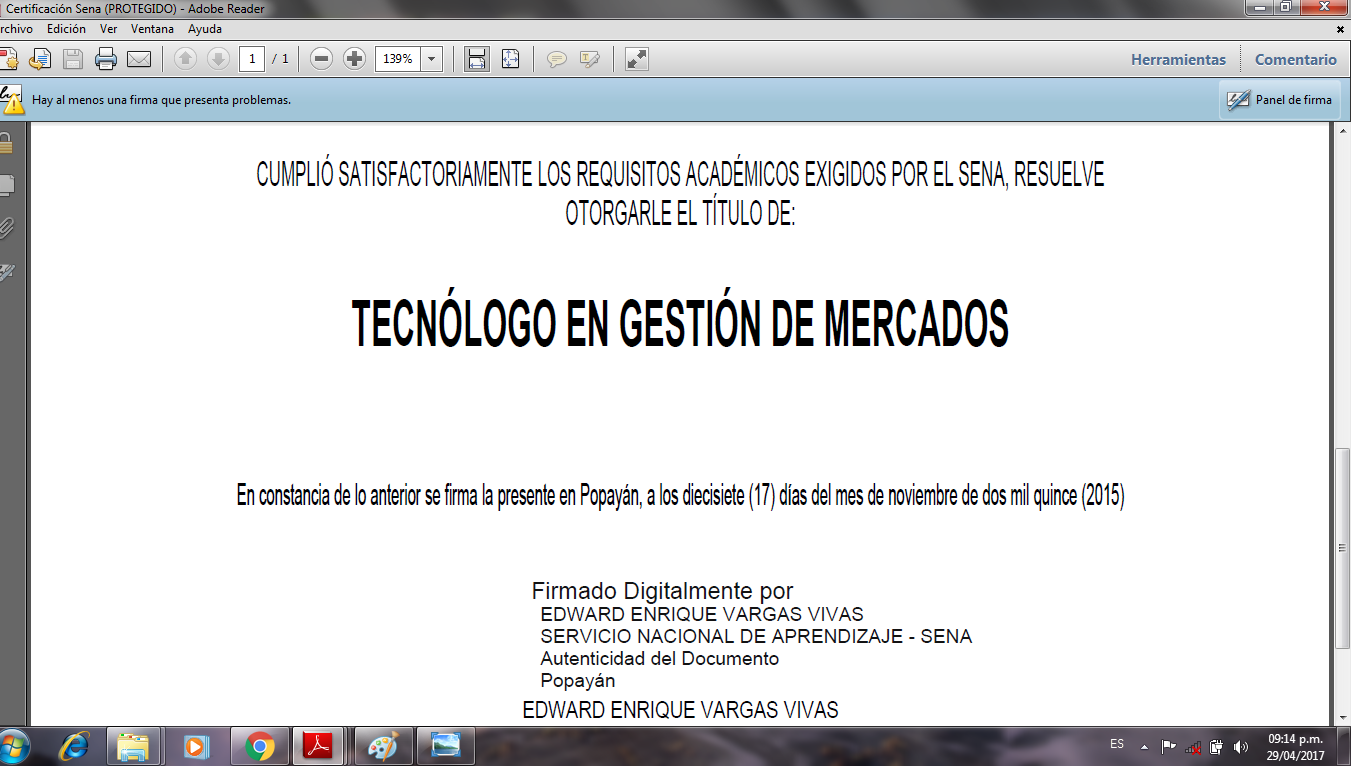 Certificación Sena (PROTEGIDO) - Adobe Reader
rchivo Edición Ver Ventana Ayuda
1 / 1 139% Herramientas Comentario
Hay al menos una firma que presenta problemas. Panel de firma
CUMPLIÓ SATISFACTORIAMENTE LOS REQUISITOS ACADÉMICOS EXIGIDOS POR EL SENA, RESUELVE
OTORGARLE EL TÍTULO DE:
TECNÓLOGO EN GESTIÓN DE MERCADOS
En constancia de lo anterior se firma la presente en Popayán, a los diecisiete (17) días del mes de noviembre de dos mil quince (2015)
Firmado Digitalmente por
EDWARD ENRIQUE VARGAS VIVAS
SERVICIO NACIONAL DE APRENDIZAJE - SENA
Autenticidad del Documento
Popayán
EDWARD ENRIQUE VARGAS VIVAS
ES 09:14 p.m.
29/04/2017